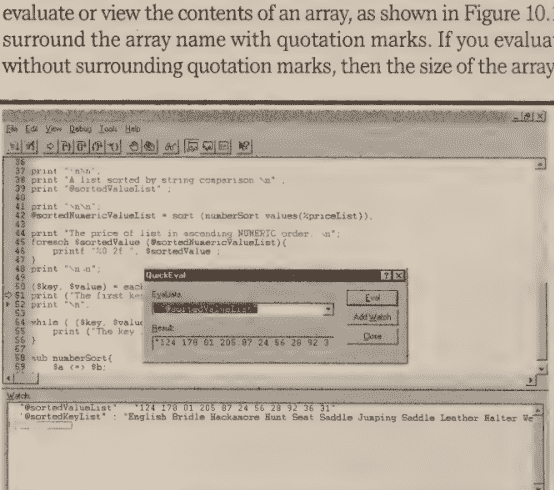 evaluate or view the contents of an array, as shown in Figure 10.
surround the array name with quotation marks. If you evalua
without surrounding quotation marks, then the size of the array
File Edit View Debug Tools Help
36
37 print "\n\n";
38 print "A list sorted by string comparison \n" ,
39 print "@sortedValueList" ;
40
41 print "\n\n";
42 @sortedNumericValueList = sort (numberSort values(%priceList)),
43
44 print "The price of list in ascending NUMERIC order. \n";
45 foreach $sortedValue (@sortedNumericValueList){
46 printf "%0 2f ", $sortedValue ;
47 }
48 print "\n \n";
49
50 ($key, $value) = each
51 print ("The first key
52 print "\n".
53
54 while ( ($key, $value
55 print ("The key
56 }
57
58 sub numberSort{
59 $a <=> $b;
QuickEval
Evaluate
"@sortedValueList"
Result
"124 178 01 205 87 24 56 28 92 3
Eval
Add Watch
Close
Watch
"@sortedValueList" "124 178 01 205 87 24 56 28 92 36 31"
"@sortedKeyList" : "English Bridle Hackamore Hunt Seat Saddle Jumping Saddle Leather Halter We